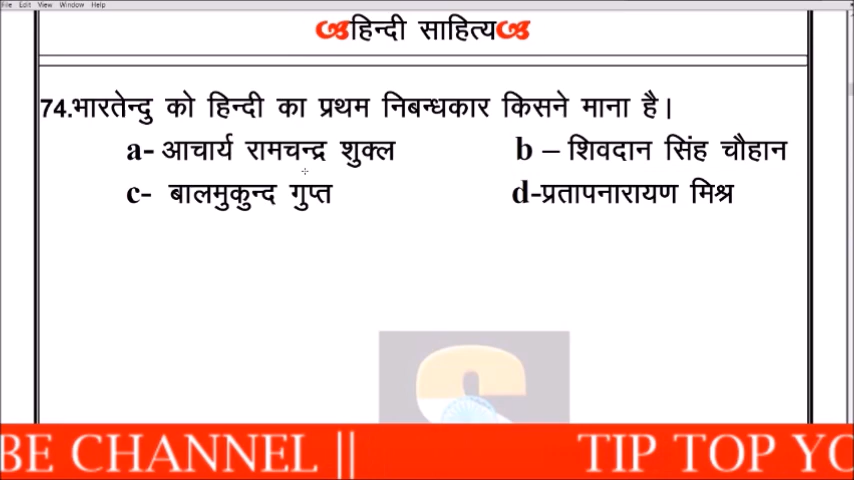 File Edit View Window Help
हिन्दी साहित्य
74.भारतेन्दु को हिन्दी का प्रथम निबन्धकार किसने माना है।
a- आचार्य रामचन्द्र शुक्ल b – शिवदान सिंह चौहान
c- बालमुकुन्द गुप्त d-प्रतापनारायण मिश्र
BE CHANNEL || TIP TOP YO